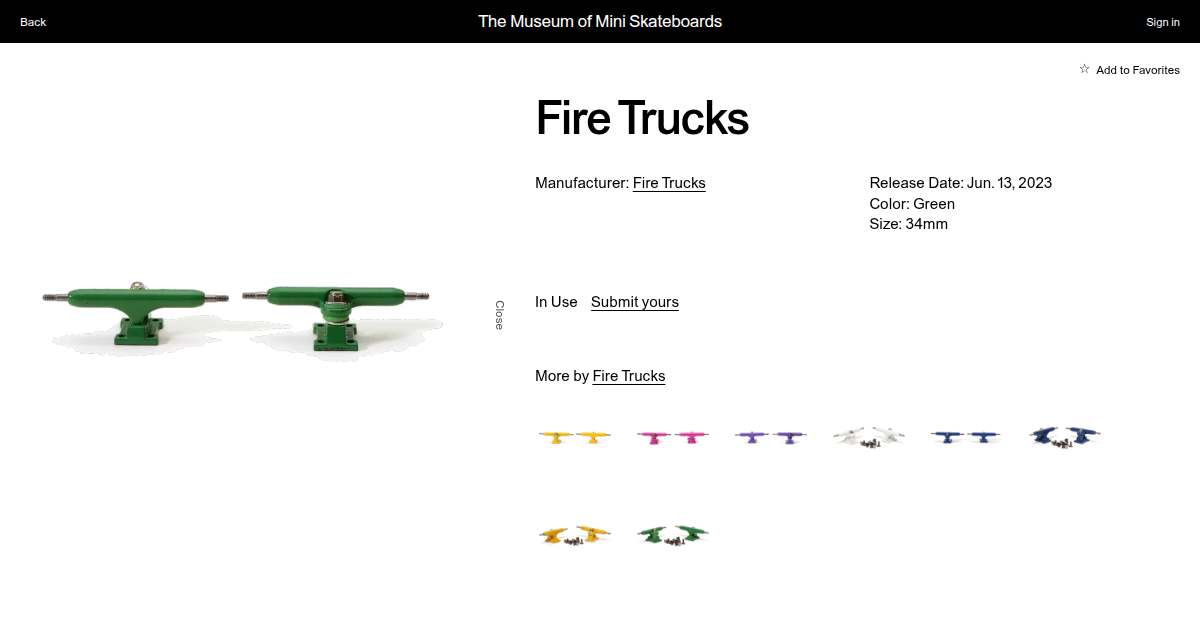 Back
The Museum of Mini Skateboards
Sign in
☆ Add to Favorites
Fire Trucks
Manufacturer: Fire Trucks
Release Date: Jun. 13, 2023
Color: Green
Size: 34mm
Close
In Use Submit yours
More by Fire Trucks